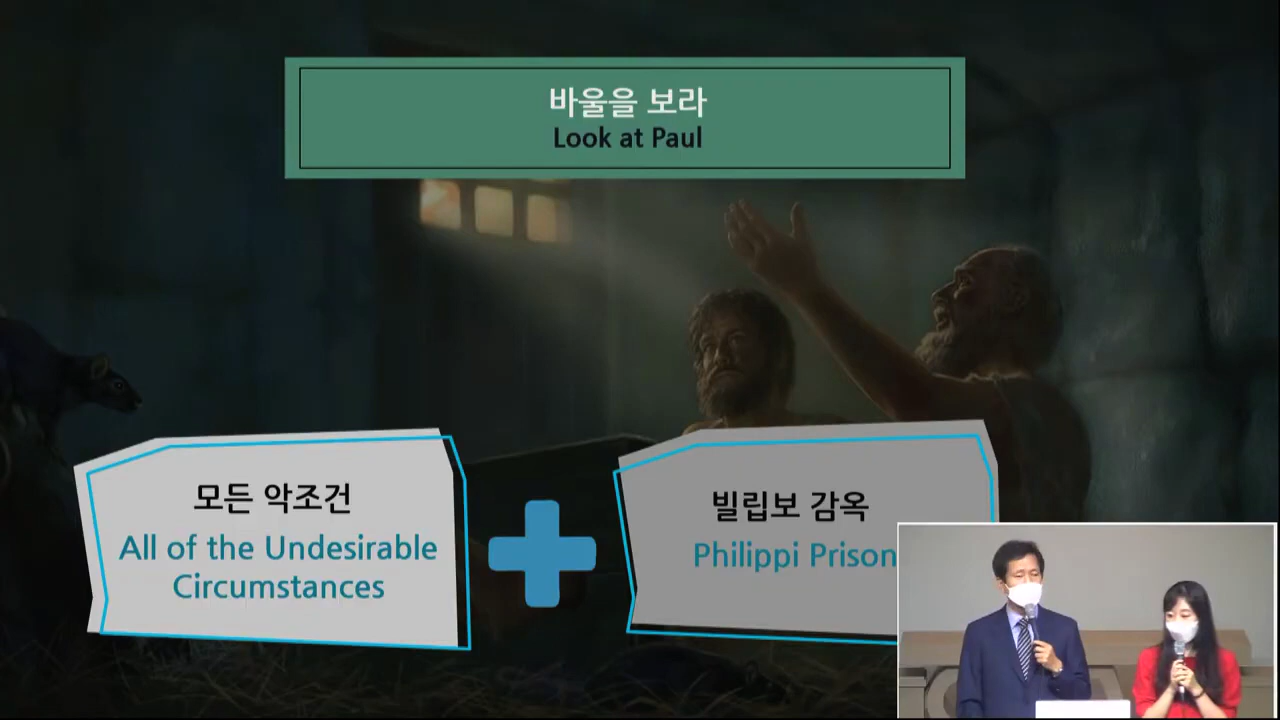 바울을 보라
Look at Paul
모든 악조건
All of the Undesirable
Circumstances
빌립보 감옥
Philippi Prison